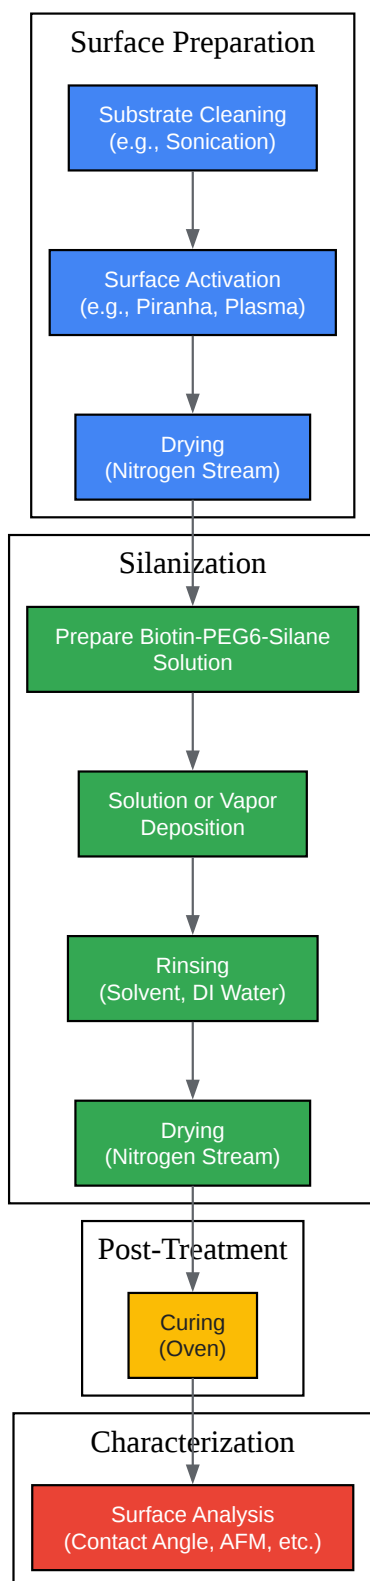 Surface Preparation
Substrate Cleaning
(e.g., Sonication)
Surface Activation
(e.g., Piranha, Plasma)
Drying
(Nitrogen Stream)
Silanization
Prepare Biotin-PEG6-Silane
Solution
Solution or Vapor
Deposition
Rinsing
(Solvent, DI Water)
Drying
(Nitrogen Stream)
Post-Treatment
Curing
(Oven)
Characterization
Surface Analysis
(Contact Angle, AFM, etc.)